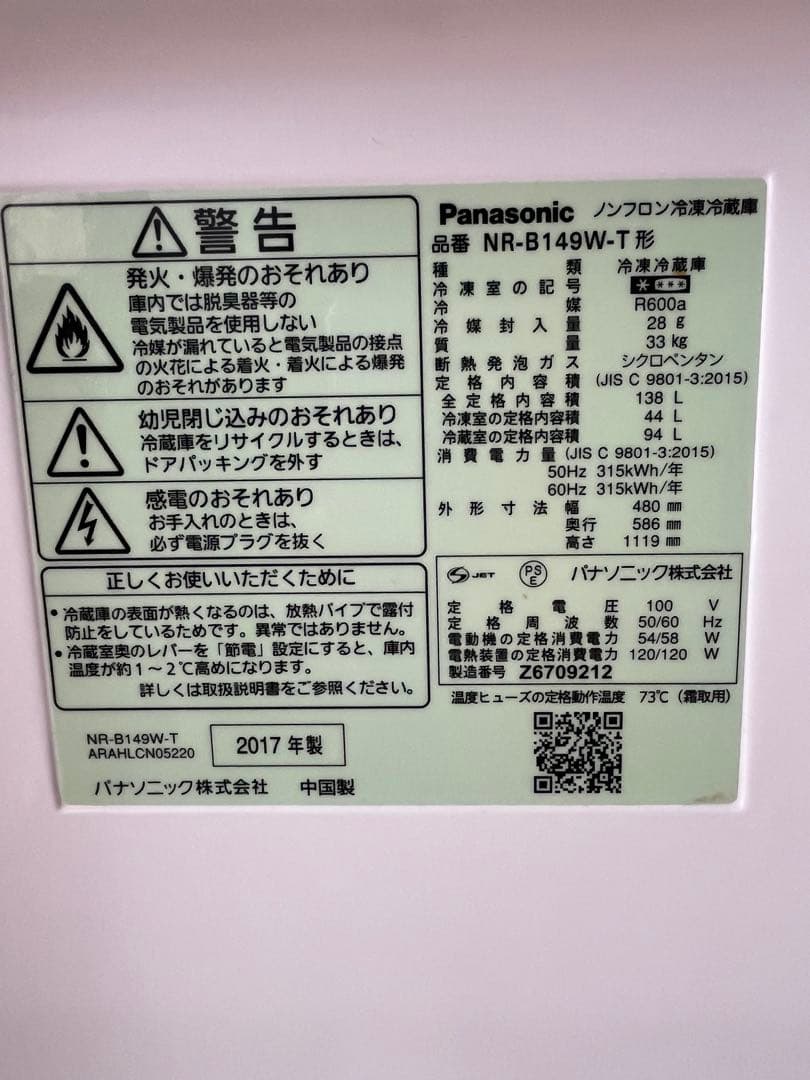 警告
発火・爆発のおそれあり
庫内では脱臭器等の
電気製品を使用しない
冷媒が漏れていると電気製品の接点
の火花による着火・着火による爆発
のおそれがあります
幼児閉じ込みのおそれあり
冷蔵庫をリサイクルするときは、
ドアパッキングを外す
感電のおそれあり
お手入れのときは、
必ず電源プラグを抜く
正しくお使いいただくために
・冷蔵庫の表面が熱くなるのは、放熱パイプで露付
防止をしているためです。異常ではありません。
・冷蔵室奥のレバーを「節電」設定にすると、庫内
温度が約1～2℃高めになります。
詳しくは取扱説明書をご参照ください。
NR-B149W-T
ARAHLCN05220
2017 年製
パナソニック株式会社 中国製
Panasonic ノンフロン冷凍冷蔵庫
品番 NR-B149W-T 形
種類 冷凍冷蔵庫
冷凍室の記号 * ***
冷媒 R600a
冷媒封入量 28 g
質量 33 kg
断熱発泡ガス シクロペンタン
定格内容積 (JIS C 9801-3:2015)
全定格内容積 138 L
冷凍室の定格内容積 44 L
冷蔵室の定格内容積 94 L
消費電力量 (JIS C 9801-3:2015)
50Hz 315kWh/年
60Hz 315kWh/年
外形寸法 幅 480 mm
奥行 586 mm
高さ 1119 mm
S JET PSE パナソニック株式会社
定格電圧 100 V
定格周波数 50/60 Hz
電動機の定格消費電力 54/58 W
電熱装置の定格消費電力 120/120 W
製造番号 Z6709212
温度ヒューズの定格動作温度 73℃（霜取用）